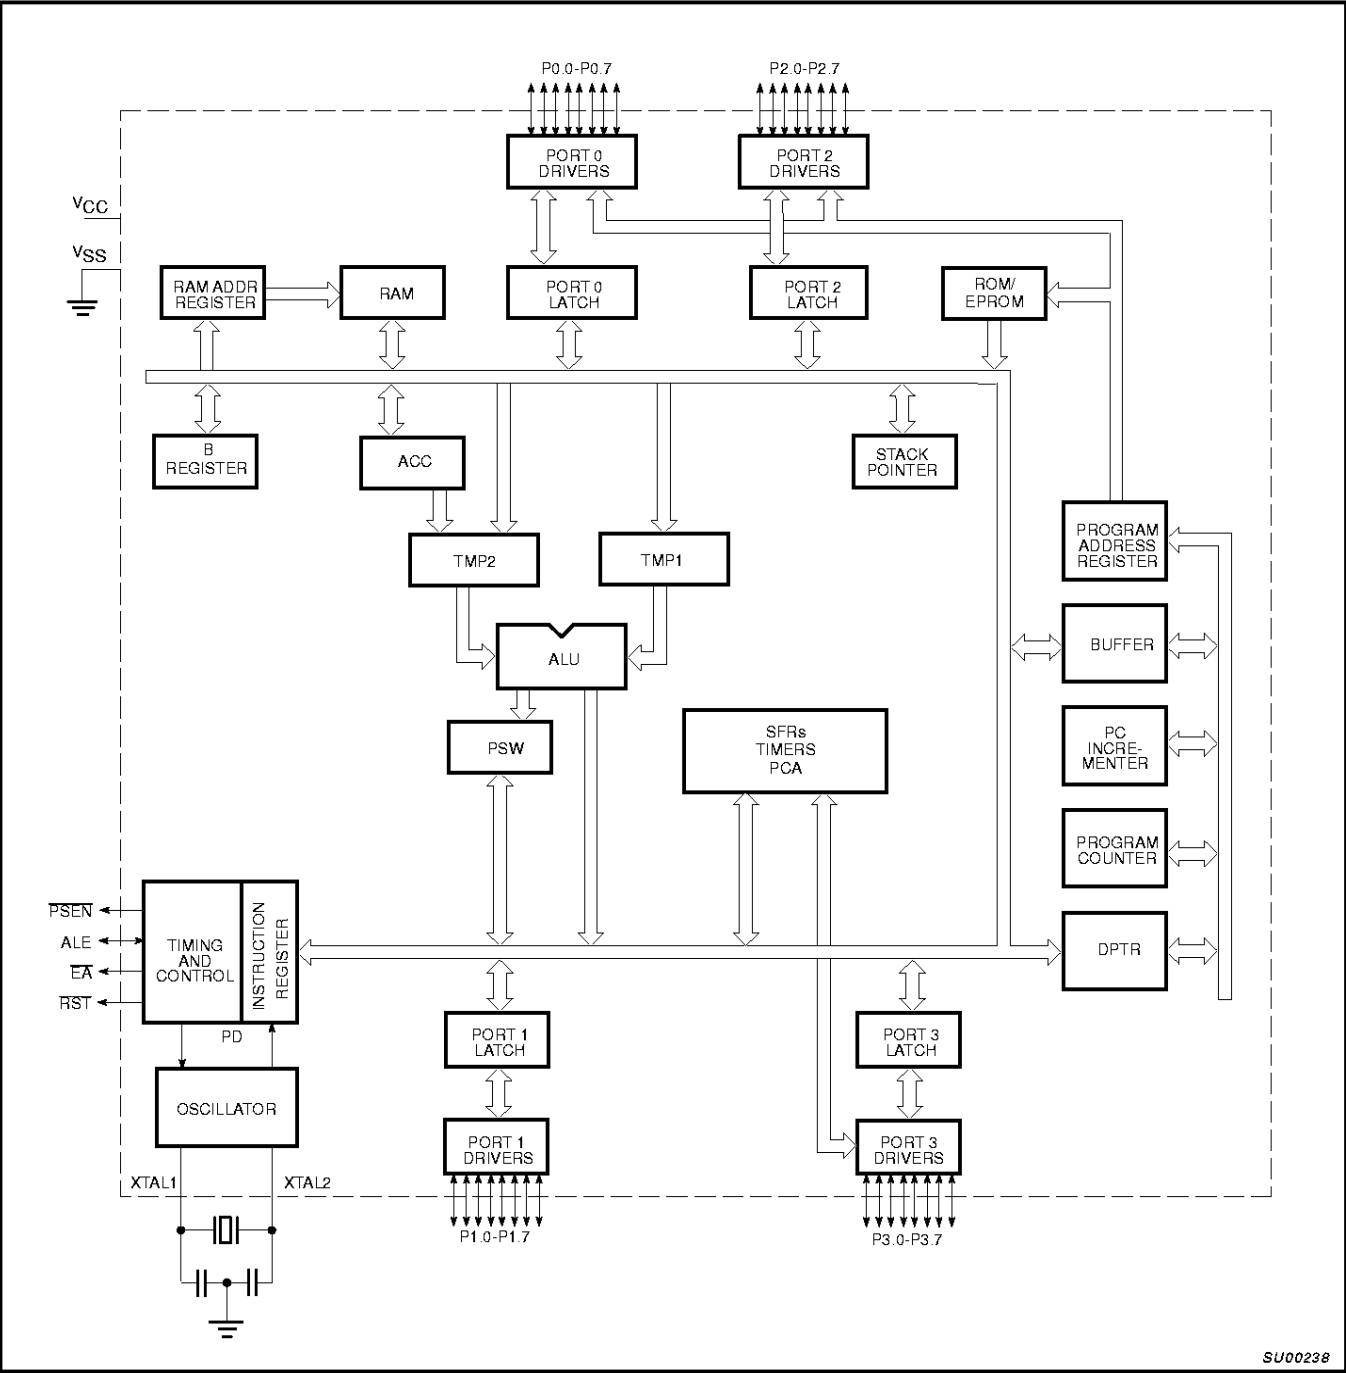 P0.0-P0.7
P2.0-P2.7
PORT 0
DRIVERS
PORT 2
DRIVERS
VCC
VSS
RAM ADDR
REGISTER
RAM
PORT 0
LATCH
PORT 2
LATCH
ROM/
EPROM
B
REGISTER
ACC
STACK
POINTER
TMP2
TMP1
PROGRAM
ADDRESS
REGISTER
BUFFER
ALU
PSW
SFRs
TIMERS
PCA
PC
INCRE-
MENTER
PROGRAM
COUNTER
DPTR
PSEN
ALE
EA
RST
TIMING
AND
CONTROL
INSTRUCTION
REGISTER
PD
OSCILLATOR
PORT 1
LATCH
PORT 3
LATCH
PORT 1
DRIVERS
PORT 3
DRIVERS
XTAL1
XTAL2
P1.0-P1.7
P3.0-P3.7
SU00238